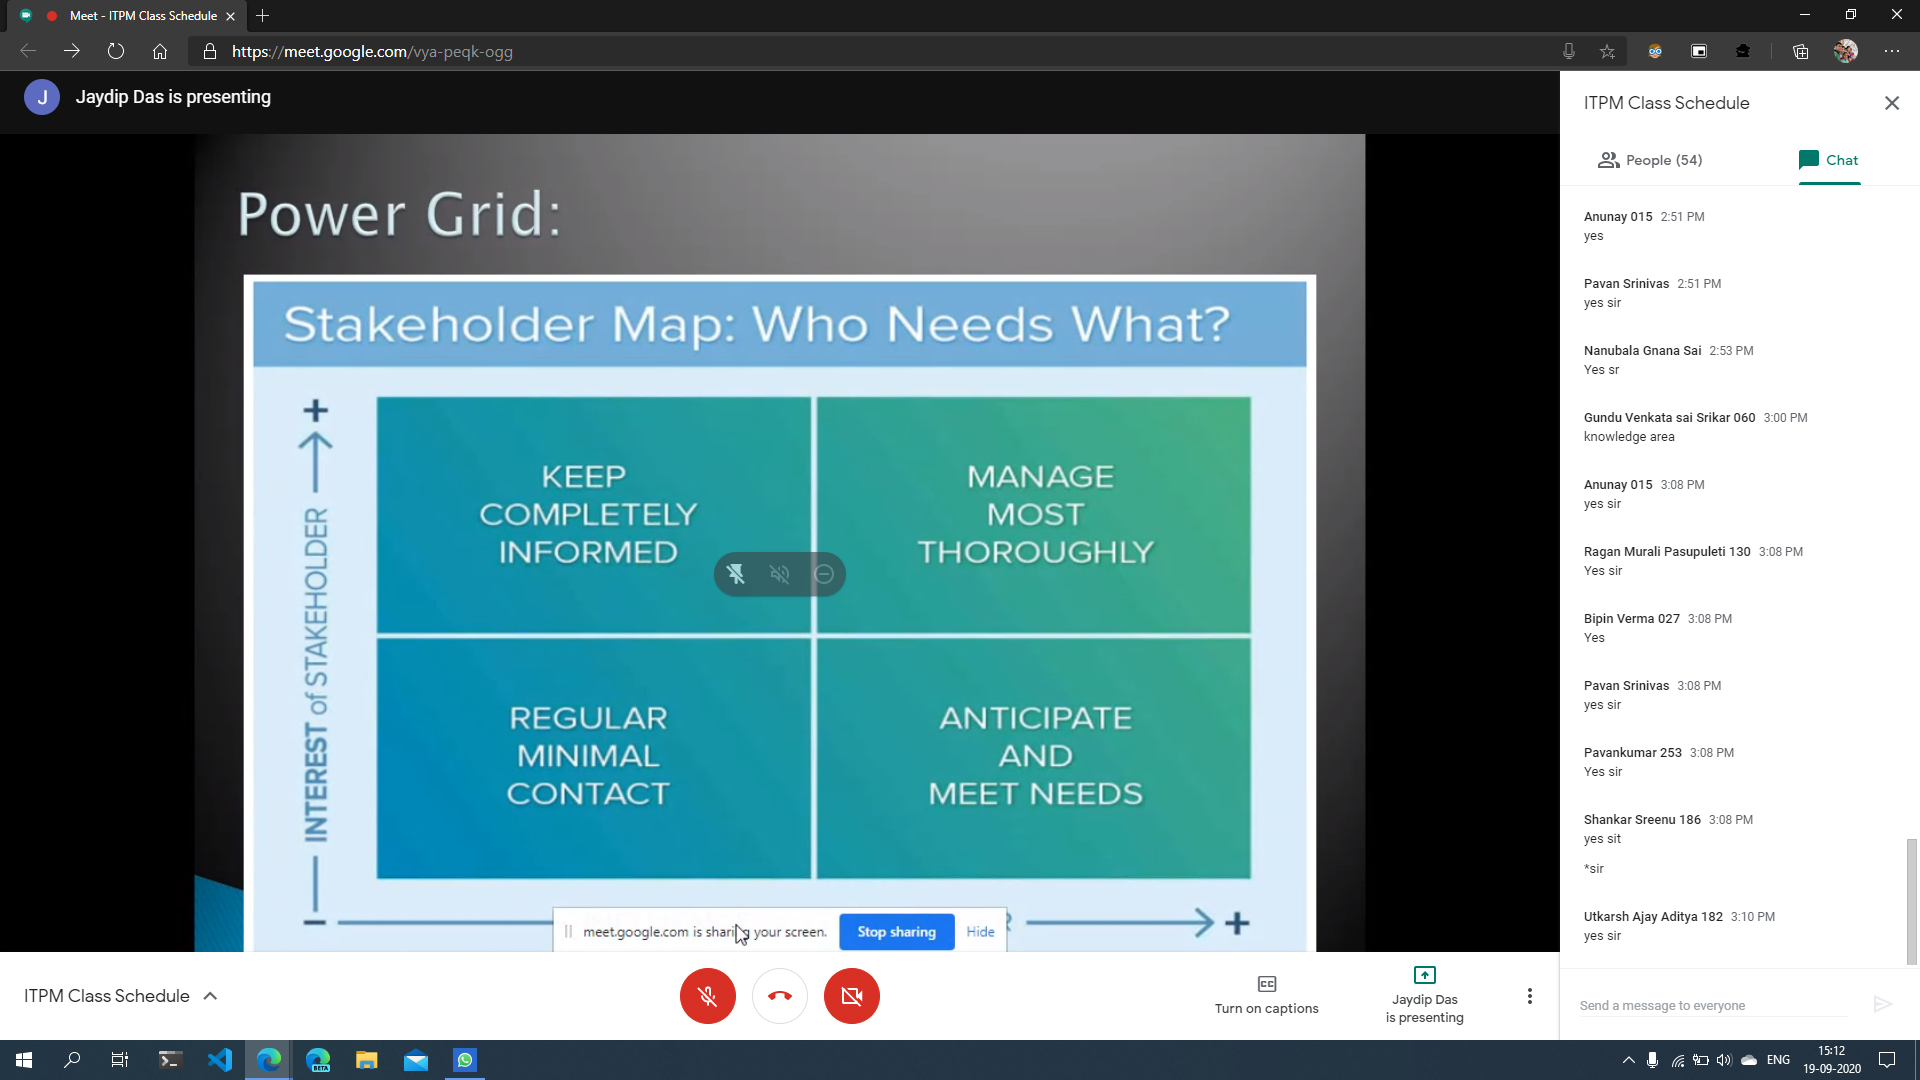 Meet - ITPM Class Schedule
https://meet.google.com/vya-peqk-ogg
J
Jaydip Das is presenting
Power Grid:
Stakeholder Map: Who Needs What?
+
INTEREST of STAKEHOLDER
KEEP
COMPLETELY
INFORMED
MANAGE
MOST
THOROUGHLY
REGULAR
MINIMAL
CONTACT
ANTICIPATE
AND
MEET NEEDS
−
+
meet.google.com is sharing your screen.
Stop sharing
Hide
ITPM Class Schedule
People (54)
Chat
Anunay 015 2:51 PM
yes
Pavan Srinivas 2:51 PM
yes sir
Nanubala Gnana Sai 2:53 PM
Yes sr
Gundu Venkata sai Srikar 060 3:00 PM
knowledge area
Anunay 015 3:08 PM
yes sir
Ragan Murali Pasupuleti 130 3:08 PM
Yes sir
Bipin Verma 027 3:08 PM
Yes
Pavan Srinivas 3:08 PM
yes sir
Pavankumar 253 3:08 PM
Yes sir
Shankar Sreenu 186 3:08 PM
yes sit
*sir
Utkarsh Ajay Aditya 182 3:10 PM
yes sir
Send a message to everyone
ITPM Class Schedule
CC
Turn on captions
Jaydip Das
is presenting
BETA
ENG
15:12
19-09-2020